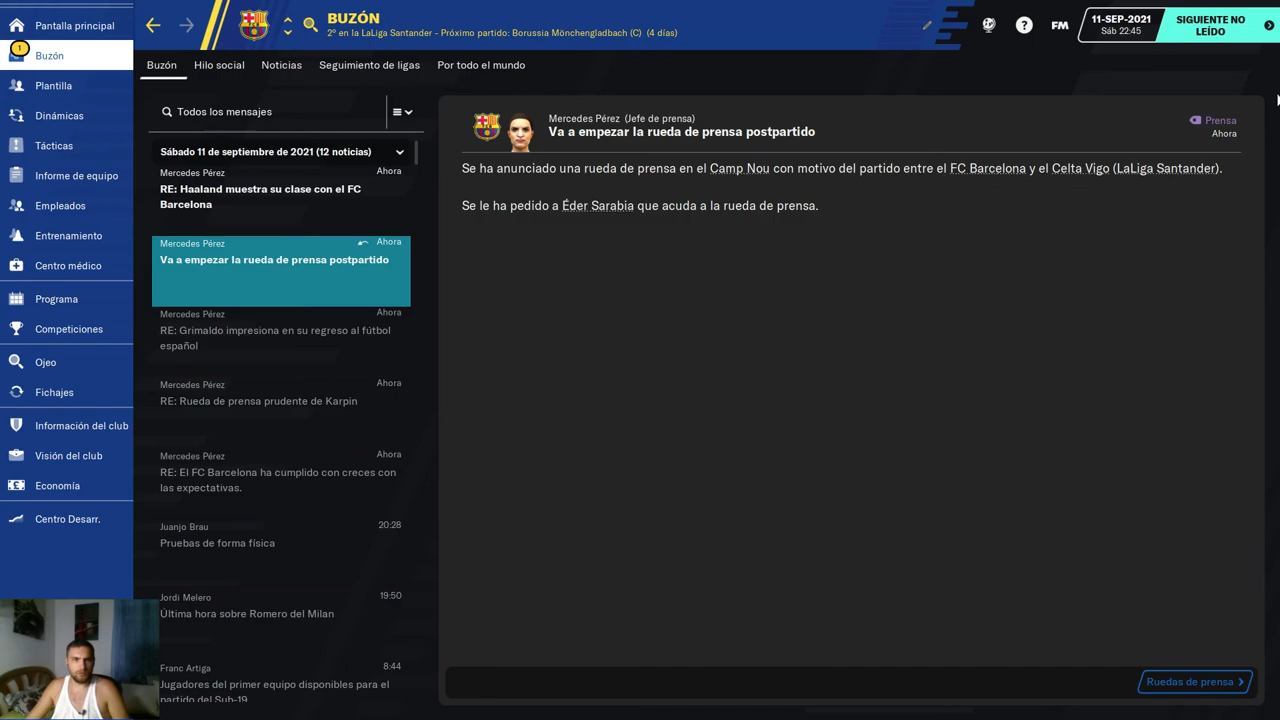 Pantalla principal
1
Buzón
Plantilla
Dinámicas
Tácticas
Informe de equipo
Empleados
Entrenamiento
Centro médico
Programa
Competiciones
Ojeo
Fichajes
Información del club
Visión del club
Economía
Centro Desarr.
BUZÓN
2º en la LaLiga Santander - Próximo partido: Borussia Mönchengladbach (C) (4 días)
?
FM
11-SEP-2021
Sáb 22:45
SIGUIENTE NO
LEÍDO
Buzón
Hilo social
Noticias
Seguimiento de ligas
Por todo el mundo
Todos los mensajes
Sábado 11 de septiembre de 2021 (12 noticias)
Mercedes Pérez Ahora
RE: Haaland muestra su clase con el FC
Barcelona
Mercedes Pérez Ahora
Va a empezar la rueda de prensa postpartido
Mercedes Pérez Ahora
RE: Grimaldo impresiona en su regreso al fútbol
español
Mercedes Pérez Ahora
RE: Rueda de prensa prudente de Karpin
Mercedes Pérez Ahora
RE: El FC Barcelona ha cumplido con creces con
las expectativas.
Juanjo Brau 20:28
Pruebas de forma física
Jordi Melero 19:50
Última hora sobre Romero del Milan
Franc Artiga 8:44
Jugadores del primer equipo disponibles para el
partido del Sub-19
Mercedes Pérez (Jefe de prensa)
Va a empezar la rueda de prensa postpartido
Prensa
Ahora
Se ha anunciado una rueda de prensa en el Camp Nou con motivo del partido entre el FC Barcelona y el Celta Vigo (LaLiga Santander).
Se le ha pedido a Éder Sarabia que acuda a la rueda de prensa.
Ruedas de prensa